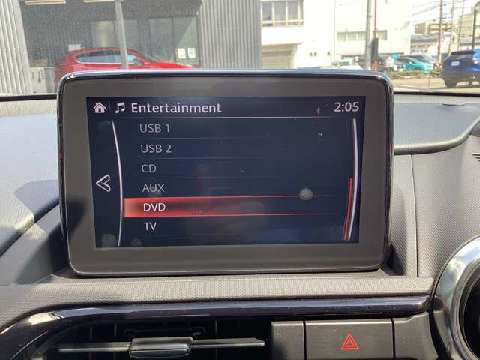 Entertainment 2:05
USB 1
USB 2
CD
AUX
DVD
TV